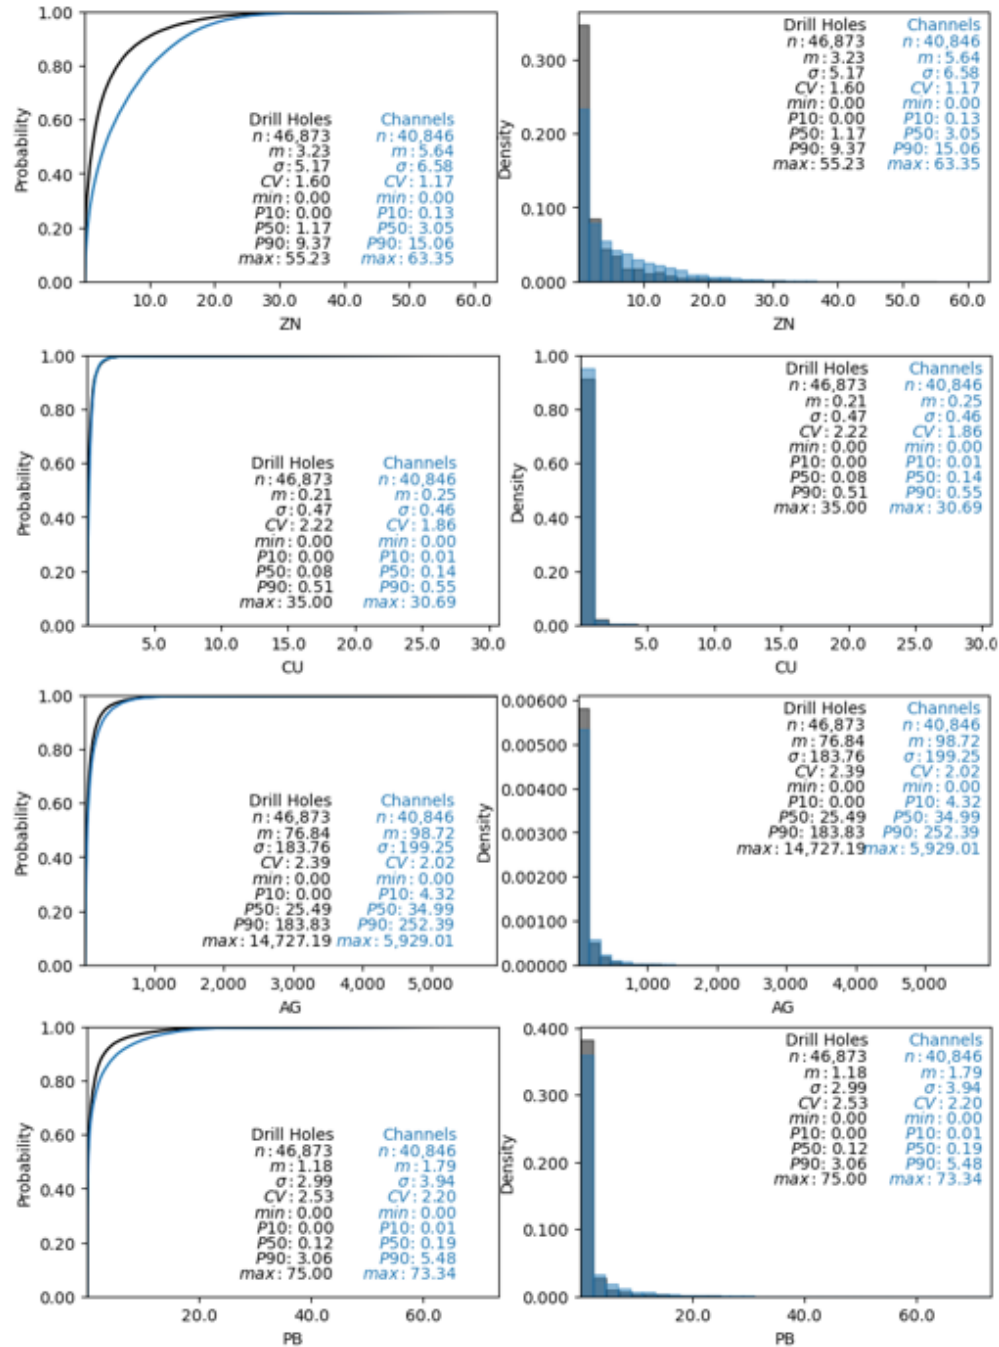 1.00
0.80
0.60
0.40
0.20
0.00
Probability
Drill Holes Channels
n: 46,873 n: 40,846
m: 3.23 m: 5.64
σ: 5.17 σ: 6.58
CV: 1.60 CV: 1.17
min: 0.00 min: 0.00
P10: 0.00 P10: 0.13
P50: 1.17 P50: 3.05
P90: 9.37 P90: 15.06
max: 55.23 max: 63.35
10.0 20.0 30.0 40.0 50.0 60.0
ZN
0.300
0.200
0.100
0.000
Density
Drill Holes Channels
n: 46,873 n: 40,846
m: 3.23 m: 5.64
σ: 5.17 σ: 6.58
CV: 1.60 CV: 1.17
min: 0.00 min: 0.00
P10: 0.00 P10: 0.13
P50: 1.17 P50: 3.05
P90: 9.37 P90: 15.06
max: 55.23 max: 63.35
10.0 20.0 30.0 40.0 50.0 60.0
ZN
1.00
0.80
0.60
0.40
0.20
0.00
Probability
Drill Holes Channels
n: 46,873 n: 40,846
m: 0.21 m: 0.25
σ: 0.47 σ: 0.46
CV: 2.22 CV: 1.86
min: 0.00 min: 0.00
P10: 0.00 P10: 0.01
P50: 0.08 P50: 0.14
P90: 0.51 P90: 0.55
max: 35.00 max: 30.69
5.0 10.0 15.0 20.0 25.0 30.0
CU
1.00
0.80
0.60
0.40
0.20
0.00
Density
Drill Holes Channels
n: 46,873 n: 40,846
m: 0.21 m: 0.25
σ: 0.47 σ: 0.46
CV: 2.22 CV: 1.86
min: 0.00 min: 0.00
P10: 0.00 P10: 0.01
P50: 0.08 P50: 0.14
P90: 0.51 P90: 0.55
max: 35.00 max: 30.69
5.0 10.0 15.0 20.0 25.0 30.0
CU
1.00
0.80
0.60
0.40
0.20
0.00
Probability
Drill Holes Channels
n: 46,873 n: 40,846
m: 76.84 m: 98.72
σ: 183.76 σ: 199.25
CV: 2.39 CV: 2.02
min: 0.00 min: 0.00
P10: 0.00 P10: 4.32
P50: 25.49 P50: 34.99
P90: 183.83 P90: 252.39
max: 14,727.19 max: 5,929.01
1,000 2,000 3,000 4,000 5,000
AG
0.00600
0.00500
0.00400
0.00300
0.00200
0.00100
0.00000
Density
Drill Holes Channels
n: 46,873 n: 40,846
m: 76.84 m: 98.72
σ: 183.76 σ: 199.25
CV: 2.39 CV: 2.02
min: 0.00 min: 0.00
P10: 0.00 P10: 4.32
P50: 25.49 P50: 34.99
P90: 183.83 P90: 252.39
max: 14,727.19 max: 5,929.01
1,000 2,000 3,000 4,000 5,000
AG
1.00
0.80
0.60
0.40
0.20
0.00
Probability
Drill Holes Channels
n: 46,873 n: 40,846
m: 1.18 m: 1.79
σ: 2.99 σ: 3.94
CV: 2.53 CV: 2.20
min: 0.00 min: 0.00
P10: 0.00 P10: 0.01
P50: 0.12 P50: 0.19
P90: 3.06 P90: 5.48
max: 75.00 max: 73.34
20.0 40.0 60.0
PB
0.400
0.300
0.200
0.100
0.000
Density
Drill Holes Channels
n: 46,873 n: 40,846
m: 1.18 m: 1.79
σ: 2.99 σ: 3.94
CV: 2.53 CV: 2.20
min: 0.00 min: 0.00
P10: 0.00 P10: 0.01
P50: 0.12 P50: 0.19
P90: 3.06 P90: 5.48
max: 75.00 max: 73.34
20.0 40.0 60.0
PB